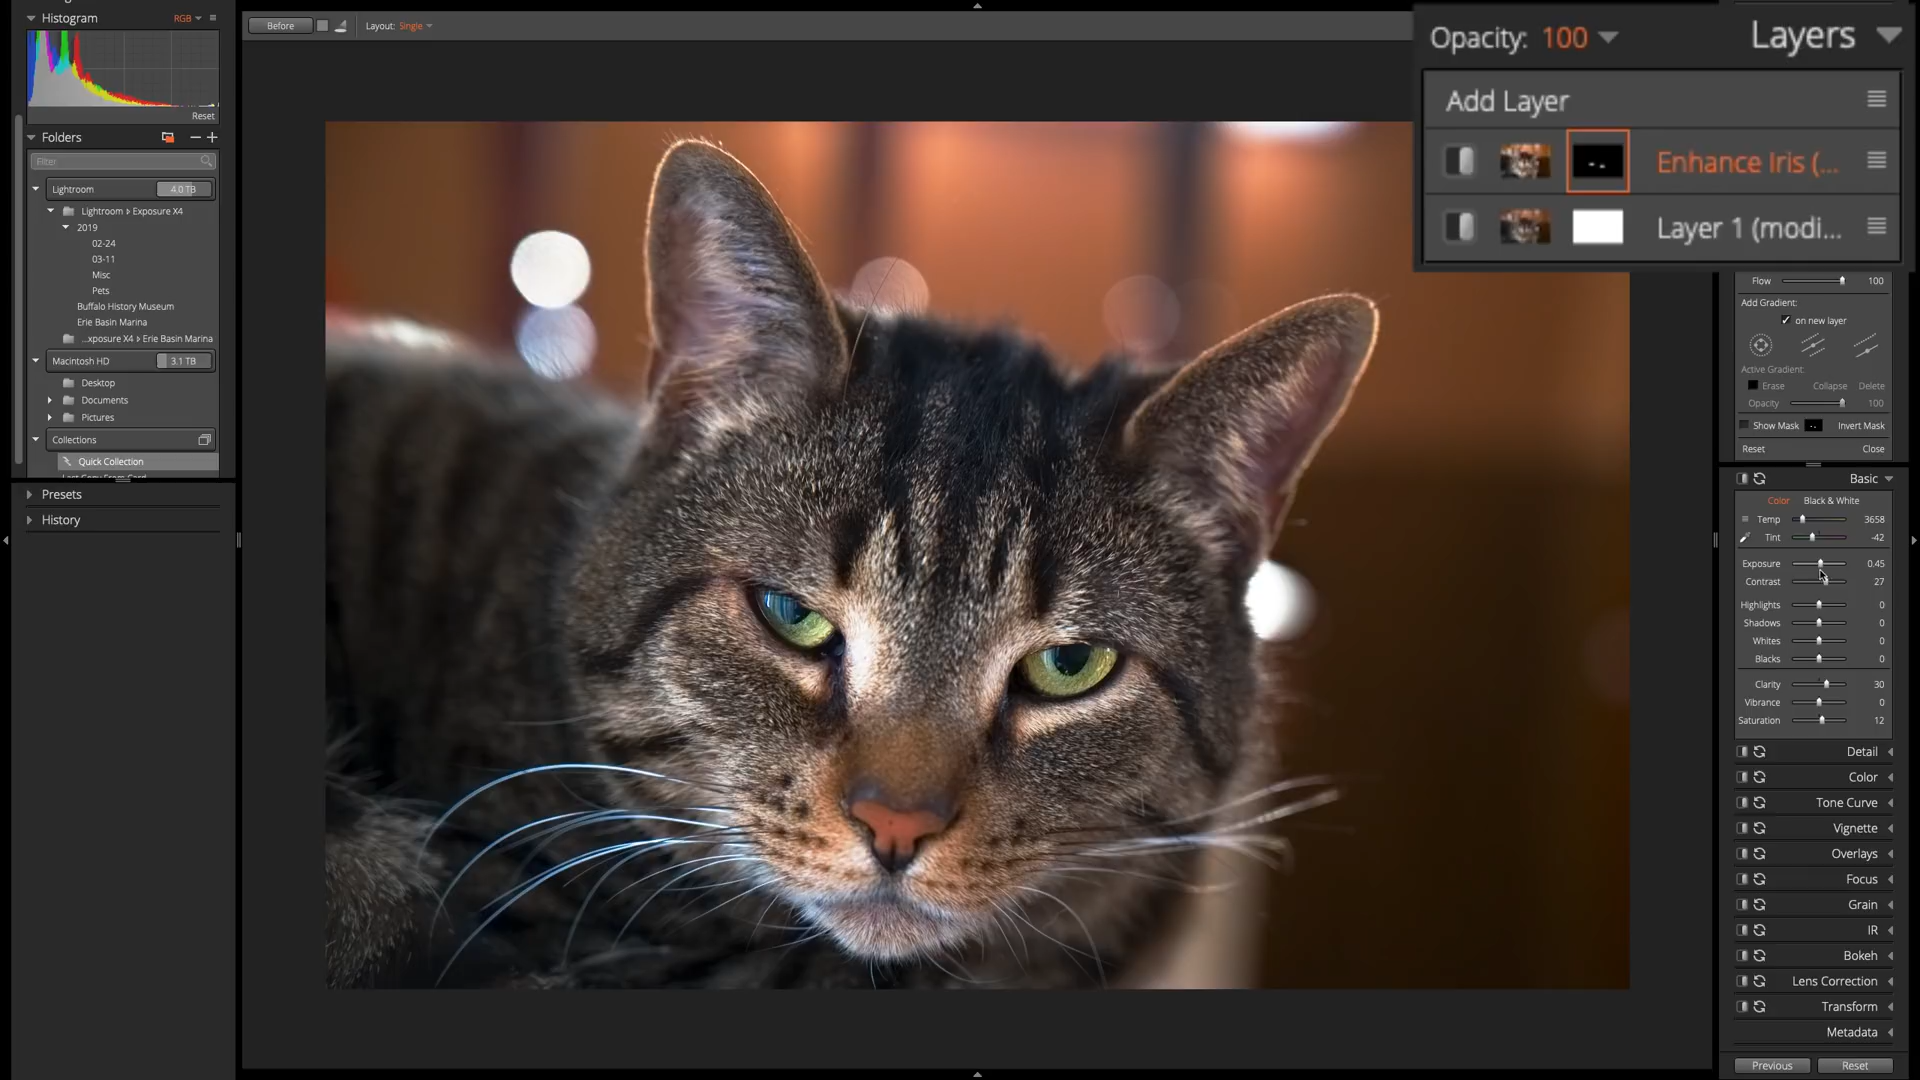 Histogram RGB
Reset
Folders
Filter
Lightroom 4.0 TB
Lightroom ▹ Exposure X4
2019
02-24
03-11
Misc
Pets
Buffalo History Museum
Erie Basin Marina
...xposure X4 ▹ Erie Basin Marina
Macintosh HD 3.1 TB
Desktop
Documents
Pictures
Collections
Quick Collection
Presets
History
Before Layout: Single
Opacity: 100 Layers
Add Layer
Enhance Iris (...
Layer 1 (modi...
Flow 100
Add Gradient:
on new layer
Active Gradient:
Erase Collapse Delete
Opacity 100
Show Mask Invert Mask
Reset Close
Basic
Color Black & White
Temp 3658
Tint -42
Exposure 0.45
Contrast 27
Highlights 0
Shadows 0
Whites 0
Blacks 0
Clarity 30
Vibrance 0
Saturation 12
Detail
Color
Tone Curve
Vignette
Overlays
Focus
Grain
IR
Bokeh
Lens Correction
Transform
Metadata
Previous Reset